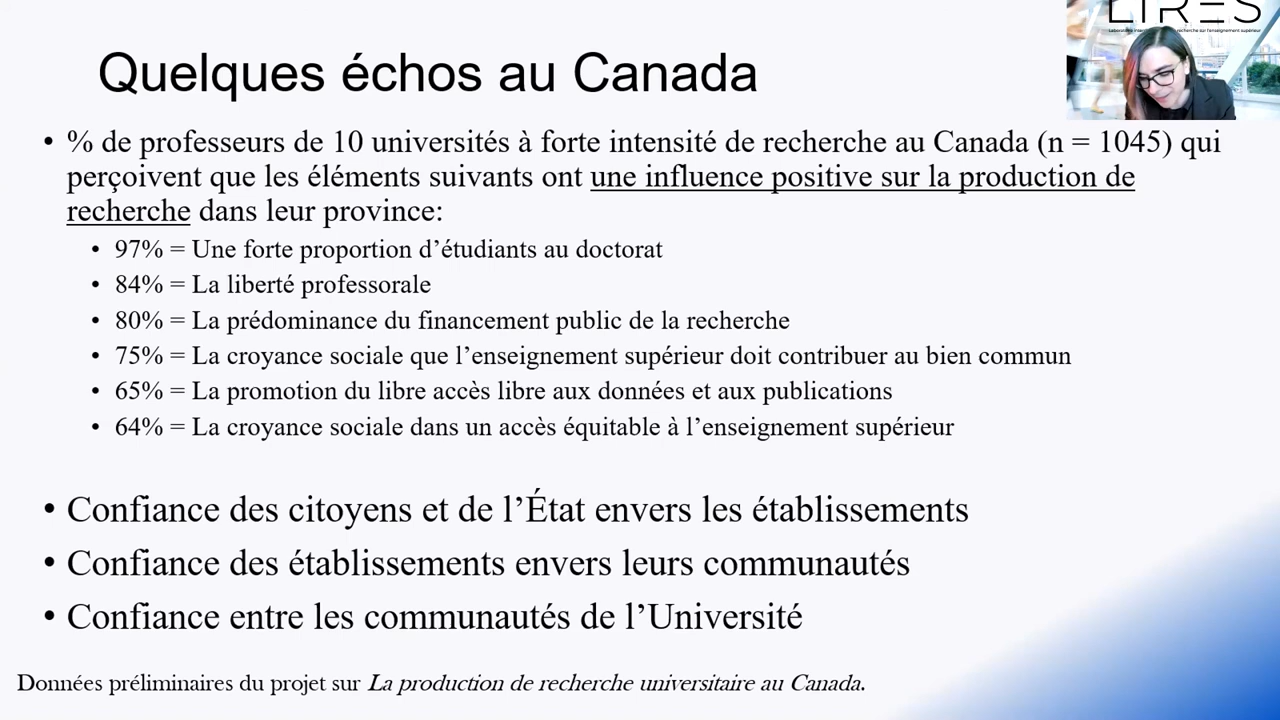 LIRES
Quelques échos au Canada
• % de professeurs de 10 universités à forte intensité de recherche au Canada (n = 1045) qui
perçoivent que les éléments suivants ont une influence positive sur la production de
recherche dans leur province:
• 97% = Une forte proportion d’étudiants au doctorat
• 84% = La liberté professorale
• 80% = La prédominance du financement public de la recherche
• 75% = La croyance sociale que l’enseignement supérieur doit contribuer au bien commun
• 65% = La promotion du libre accès libre aux données et aux publications
• 64% = La croyance sociale dans un accès équitable à l’enseignement supérieur
• Confiance des citoyens et de l’État envers les établissements
• Confiance des établissements envers leurs communautés
• Confiance entre les communautés de l’Université
Données préliminaires du projet sur La production de recherche universitaire au Canada.